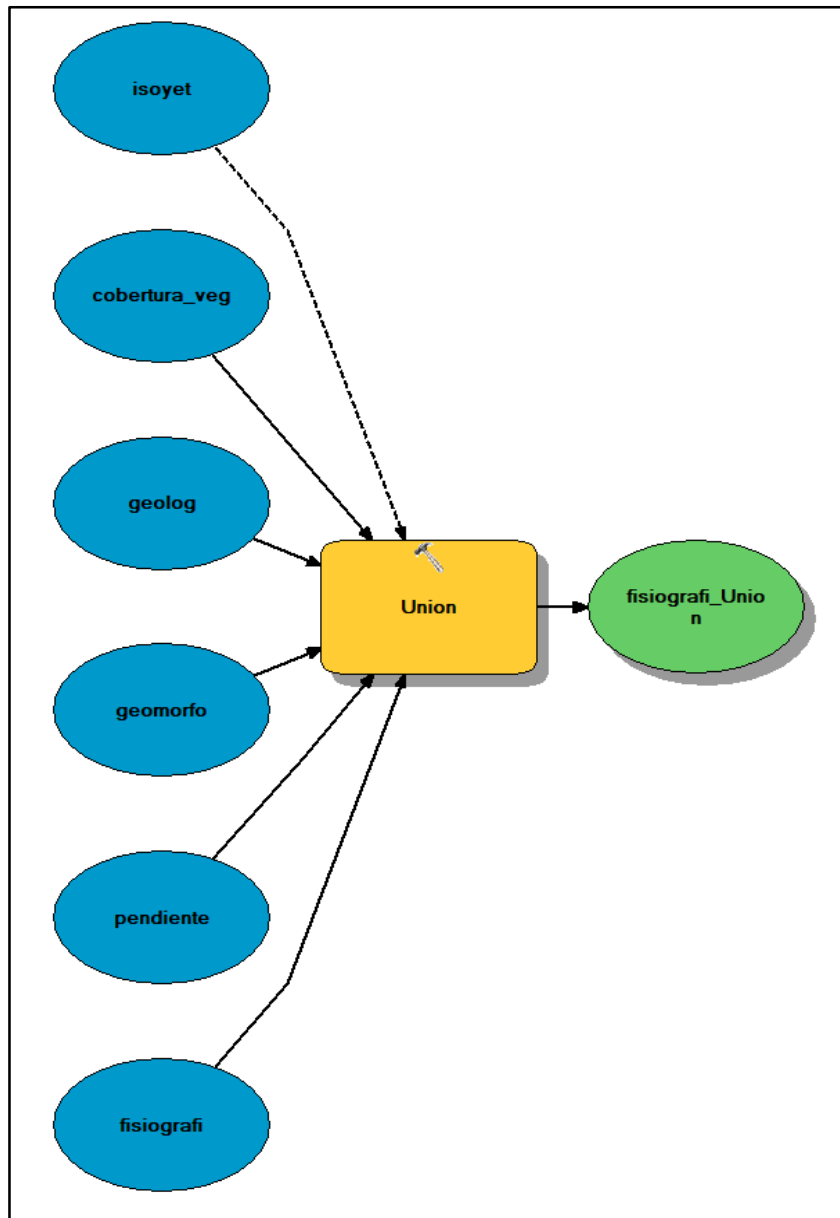 isoyet
cobertura_veg
geolog
geomorfo
pendiente
fisiografi
Union
fisiografi_Unio
n